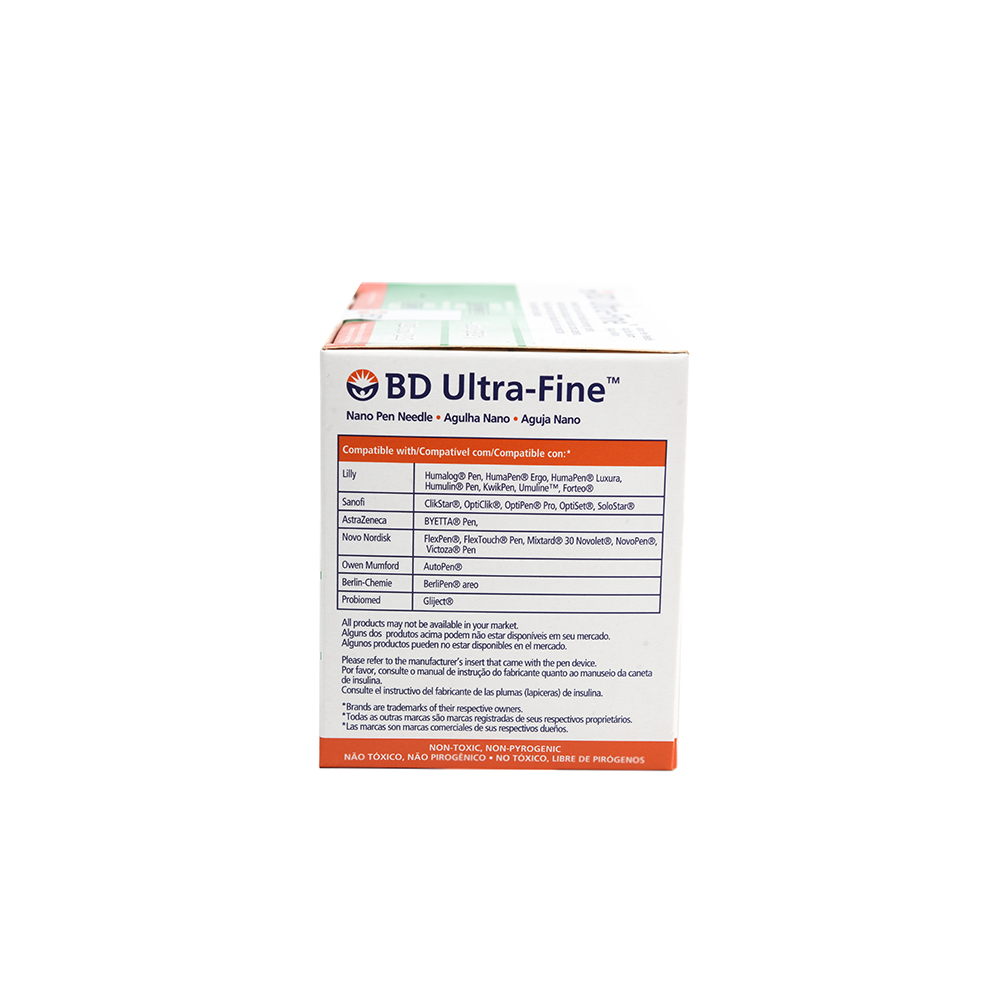 BD Ultra-Fine
BD Ultra-Fine™
Nano Pen Needle • Agulha Nano • Aguja Nano
Compatible with/Compatível com/Compatible con:*
Lilly
Humalog® Pen, HumaPen® Ergo, HumaPen® Luxura,
Humulin® Pen, KwikPen, Umuline™, Forteo®
Sanofi
ClikStar®, OptiClik®, OptiPen® Pro, OptiSet®, SoloStar®
AstraZeneca
BYETTA® Pen,
Novo Nordisk
FlexPen®, FlexTouch® Pen, Mixtard® 30 Novolet®, NovoPen®,
Victoza® Pen
Owen Mumford
AutoPen®
Berlin-Chemie
BerliPen® areo
Probiomed
Gliject®
All products may not be available in your market.
Alguns dos produtos acima podem não estar disponíveis em seu mercado.
Algunos productos pueden no estar disponibles en el mercado.
Please refer to the manufacturer's insert that came with the pen device.
Por favor, consulte o manual de instrução do fabricante quanto ao manuseio da caneta
de insulina.
Consulte el instructivo del fabricante de las plumas (lapiceras) de insulina.
*Brands are trademarks of their respective owners.
*Todas as outras marcas são marcas registradas de seus respectivos proprietários.
*Las marcas son marcas comerciales de sus respectivos dueños.
NON-TOXIC, NON-PYROGENIC
NÃO TÓXICO, NÃO PIROGÊNICO • NO TÓXICO, LIBRE DE PIRÓGENOS